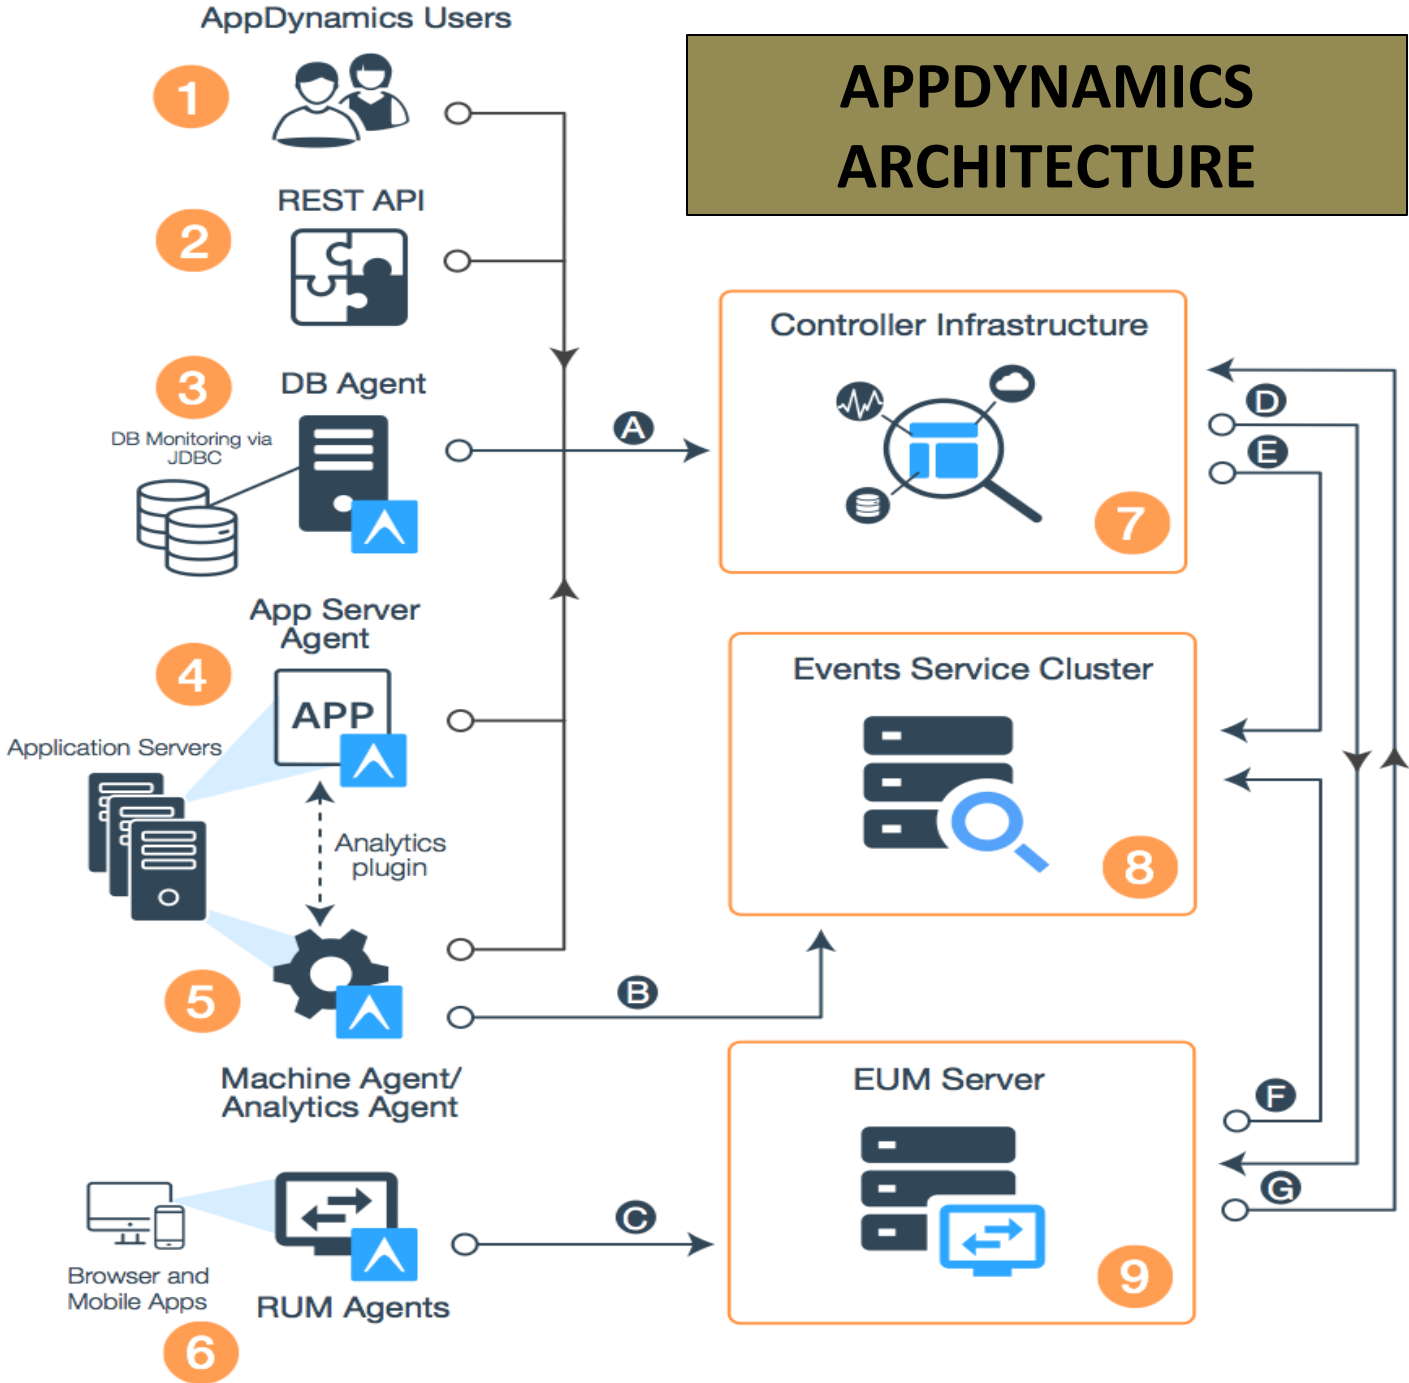 AppDynamics Users
APPDYNAMICS
ARCHITECTURE
1
REST API
2
Controller Infrastructure
3
DB Agent
DB Monitoring via
JDBC
A
D
E
7
App Server
Agent
4
APP
Events Service Cluster
Application Servers
Analytics
plugin
8
5
B
Machine Agent/
Analytics Agent
EUM Server
F
G
C
Browser and
Mobile Apps
RUM Agents
9
6